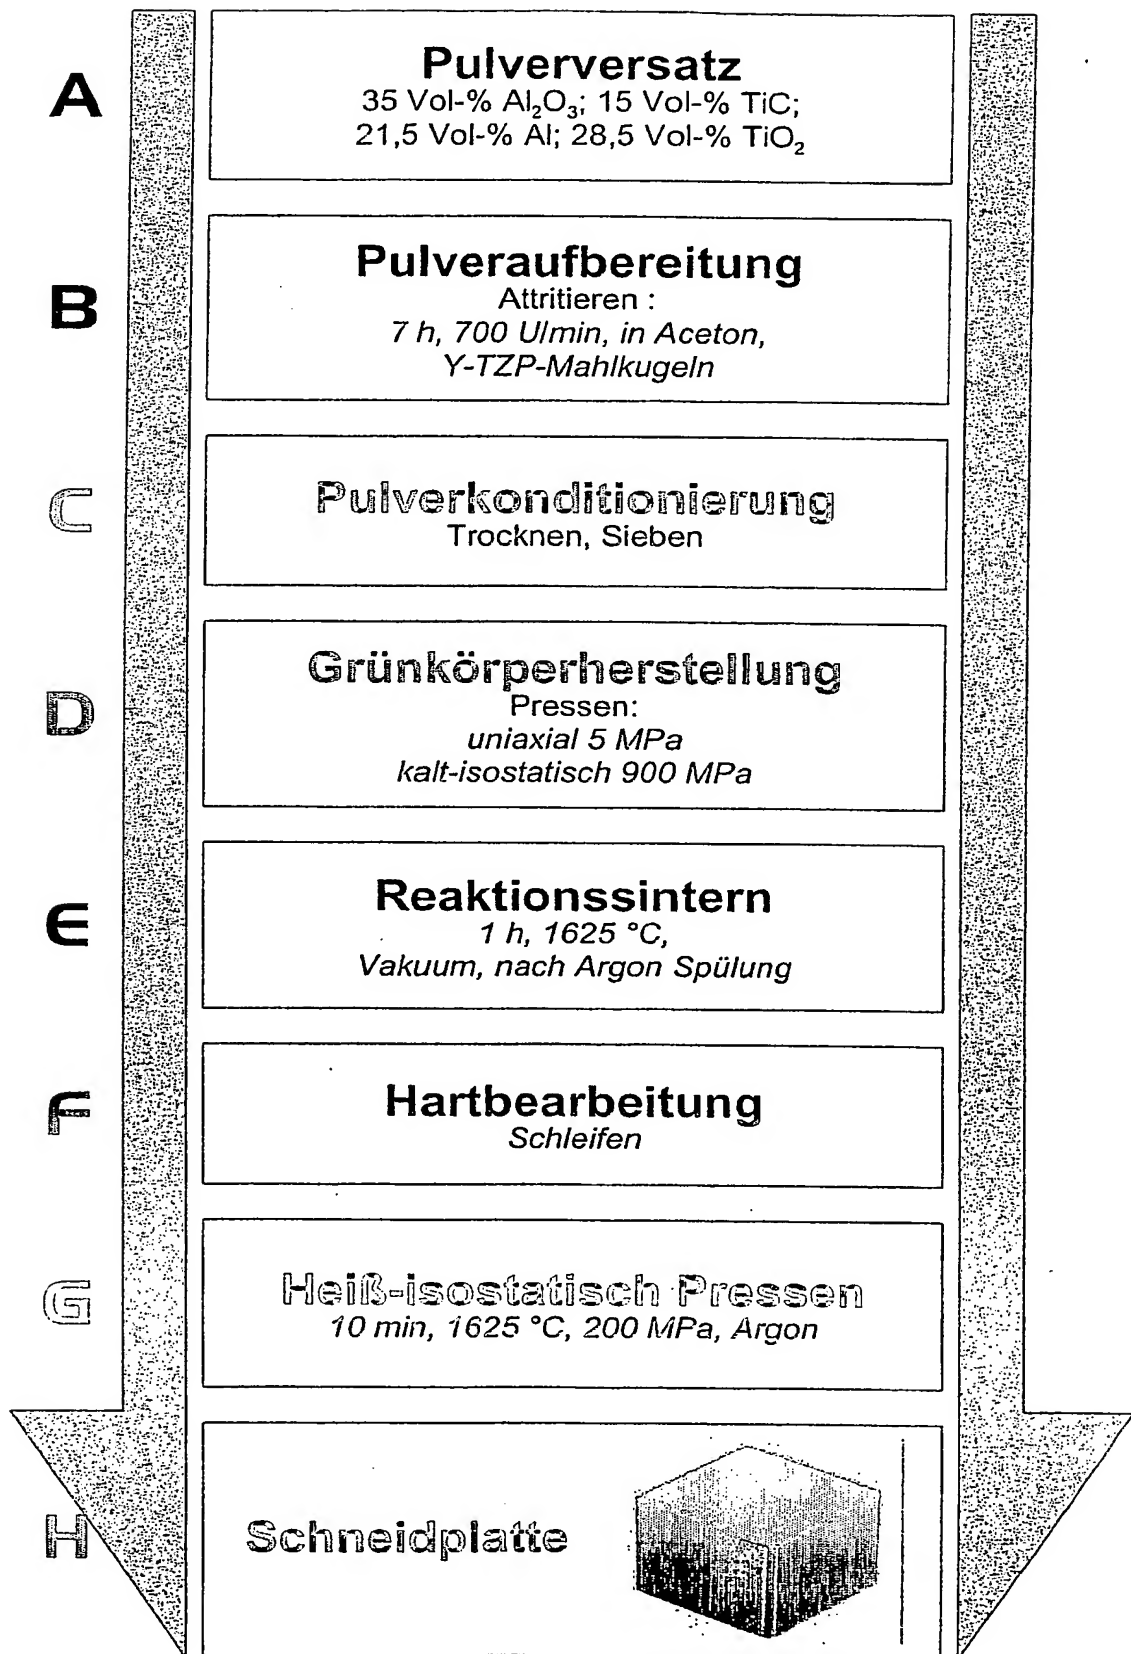 A
Pulverversatz
35 Vol-% Al₂O₃; 15 Vol-% TiC;
21,5 Vol-% Al; 28,5 Vol-% TiO₂
B
Pulveraufbereitung
Attritieren :
7 h, 700 U/min, in Aceton,
Y-TZP-Mahlkugeln
C
Pulverkonditionierung
Trocknen, Sieben
D
Grünkörperherstellung
Pressen:
uniaxial 5 MPa
kalt-isostatisch 900 MPa
E
Reaktionssintern
1 h, 1625 °C,
Vakuum, nach Argon Spülung
F
Hartbearbeitung
Schleifen
G
Heiß-isostatisch Pressen
10 min, 1625 °C, 200 MPa, Argon
H
Schneidplatte